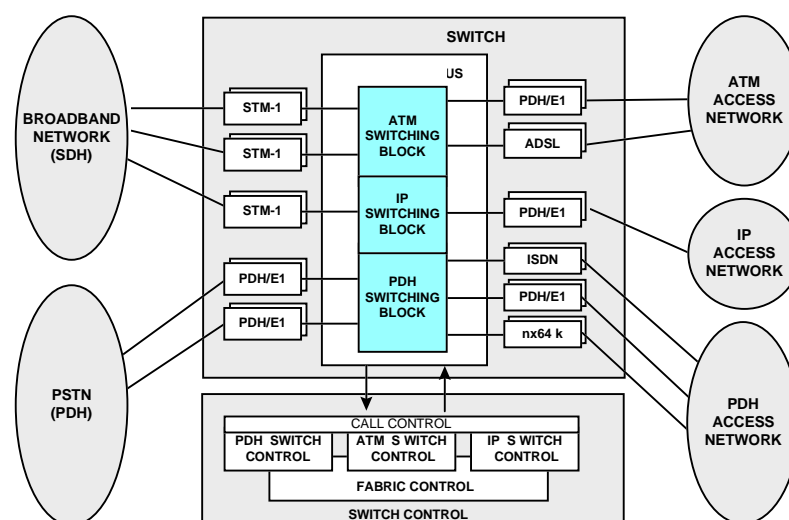 SWITCH
US
BROADBAND
NETWORK
(SDH)
STM-1
STM-1
STM-1
PDH/E1
PDH/E1
PSTN
(PDH)
ATM
SWITCHING
BLOCK
IP
SWITCHING
BLOCK
PDH
SWITCHING
BLOCK
PDH/E1
ADSL
PDH/E1
ISDN
PDH/E1
nx64 k
ATM
ACCESS
NETWORK
IP
ACCESS
NETWORK
PDH
ACCESS
NETWORK
CALL CONTROL
PDH SWITCH
CONTROL
ATM S WITCH
CONTROL
IP S WITCH
CONTROL
FABRIC CONTROL
SWITCH CONTROL